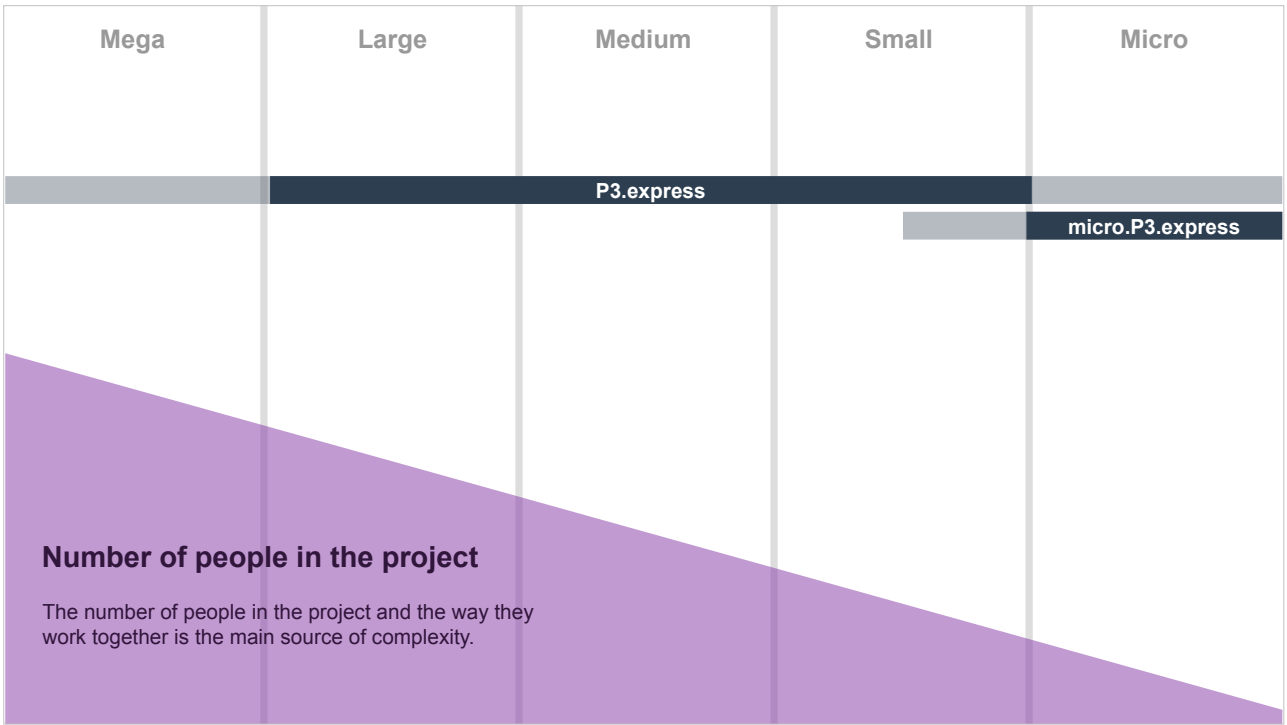 Mega
Large
Medium
Small
Micro
P3.express
micro.P3.express
Number of people in the project
The number of people in the project and the way they
work together is the main source of complexity.